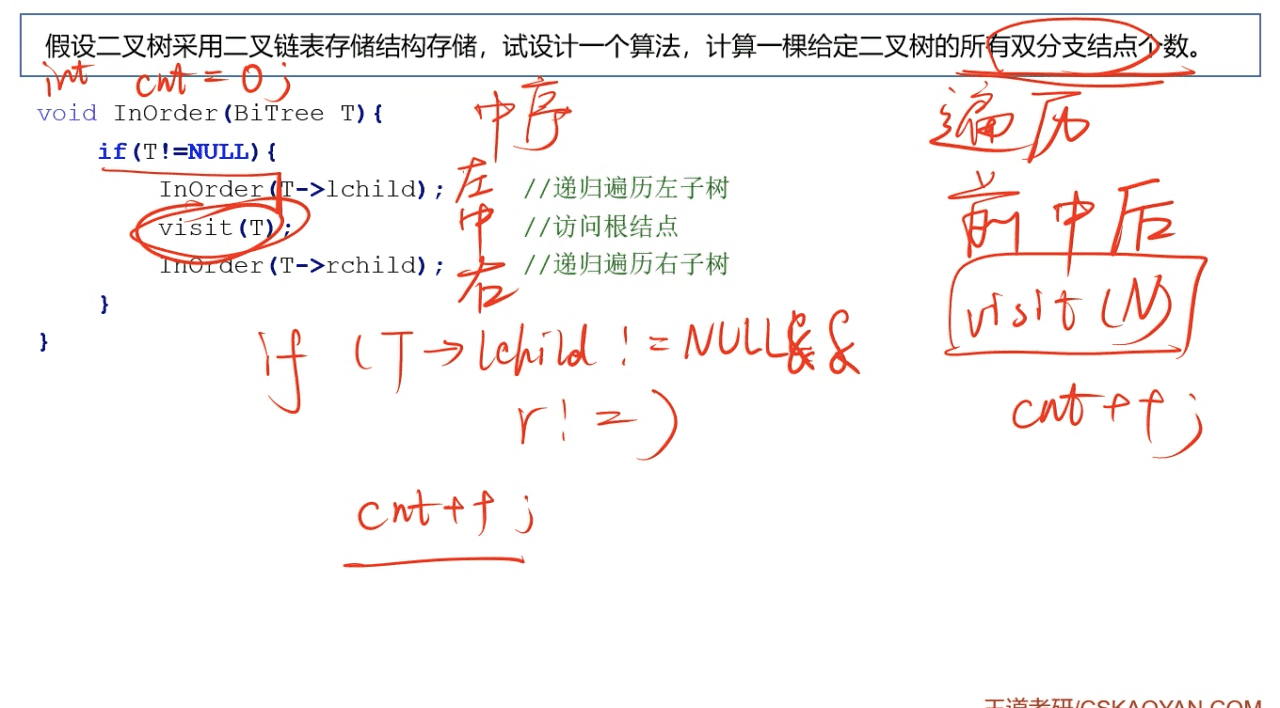 假设二叉树采用二叉链表存储结构存储，试设计一个算法，计算一棵给定二叉树的所有双分支结点个数。
int cnt = 0;
void InOrder(BiTree T){
中序
遍历
if(T!=NULL){
InOrder(T->lchild); 左 //递归遍历左子树
visit(T); 中 //访问根结点
InOrder(T->rchild); 右 //递归遍历右子树
}
}
前 中 后
visit (N)
cnt++;
if (T→lchild != NULL &&
r! = )
cnt++;
王道考研/CSKAOYAN.COM